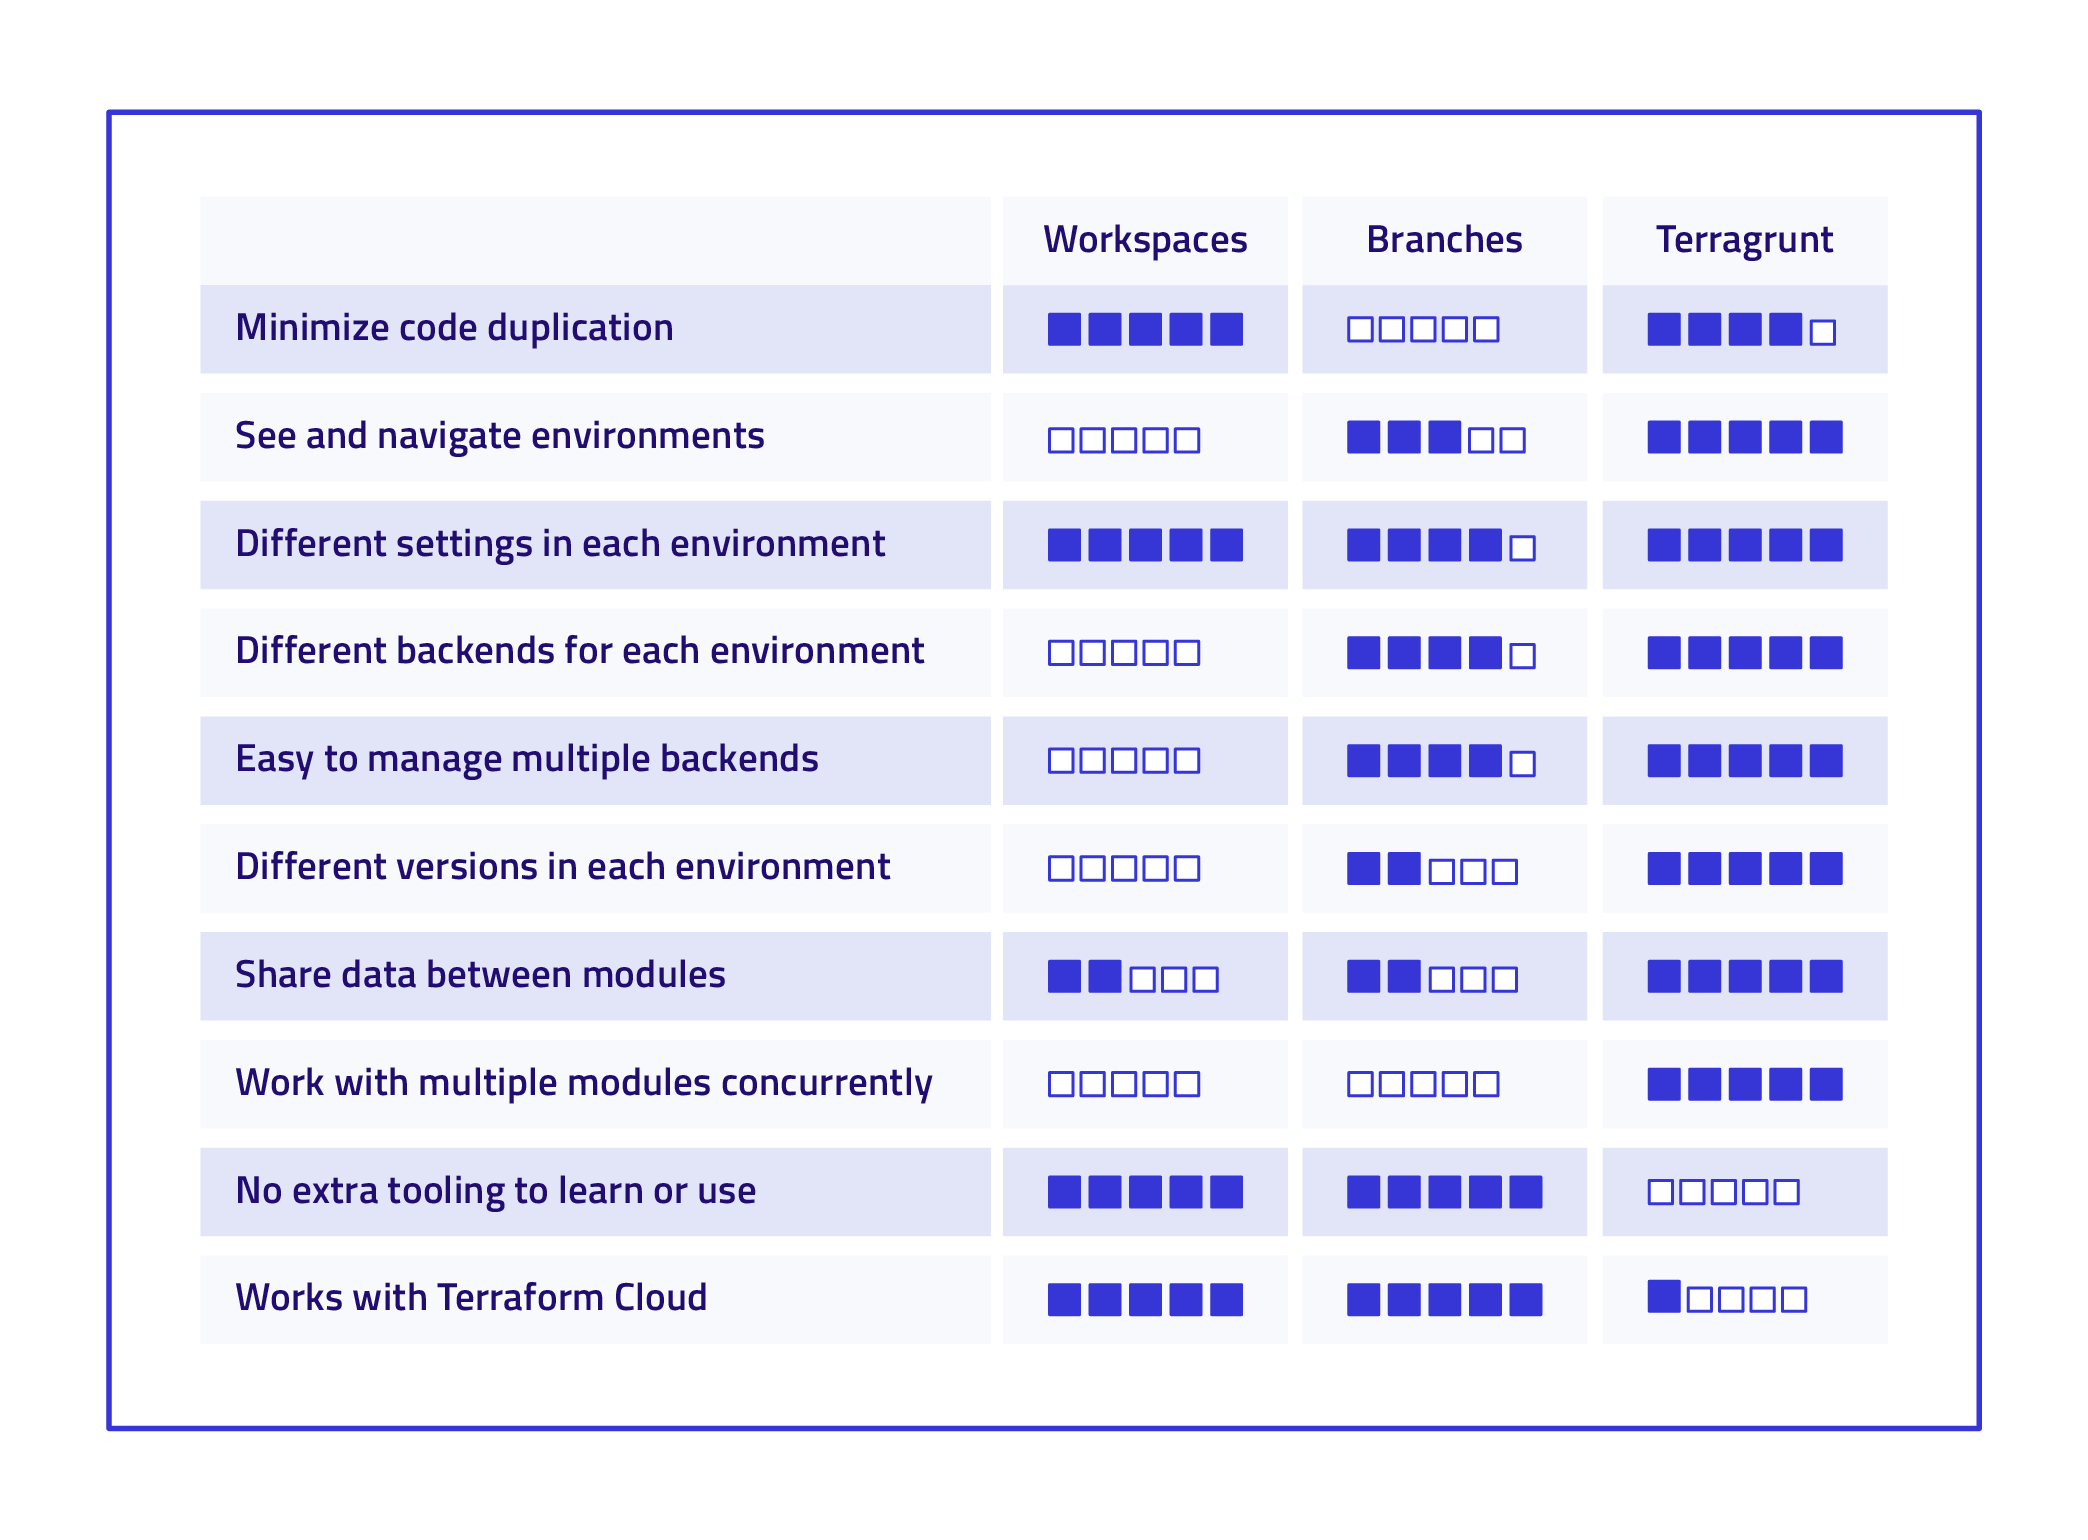 Workspaces Branches Terragrunt
Minimize code duplication ■■■■■ □□□□□ ■■■■□
See and navigate environments □□□□□ ■■■□□ ■■■■■
Different settings in each environment ■■■■■ ■■■■□ ■■■■■
Different backends for each environment □□□□□ ■■■■□ ■■■■■
Easy to manage multiple backends □□□□□ ■■■■□ ■■■■■
Different versions in each environment □□□□□ ■■□□□ ■■■■■
Share data between modules ■■□□□ ■■□□□ ■■■■■
Work with multiple modules concurrently □□□□□ □□□□□ ■■■■■
No extra tooling to learn or use ■■■■■ ■■■■■ □□□□□
Works with Terraform Cloud ■■■■■ ■■■■■ ■□□□□